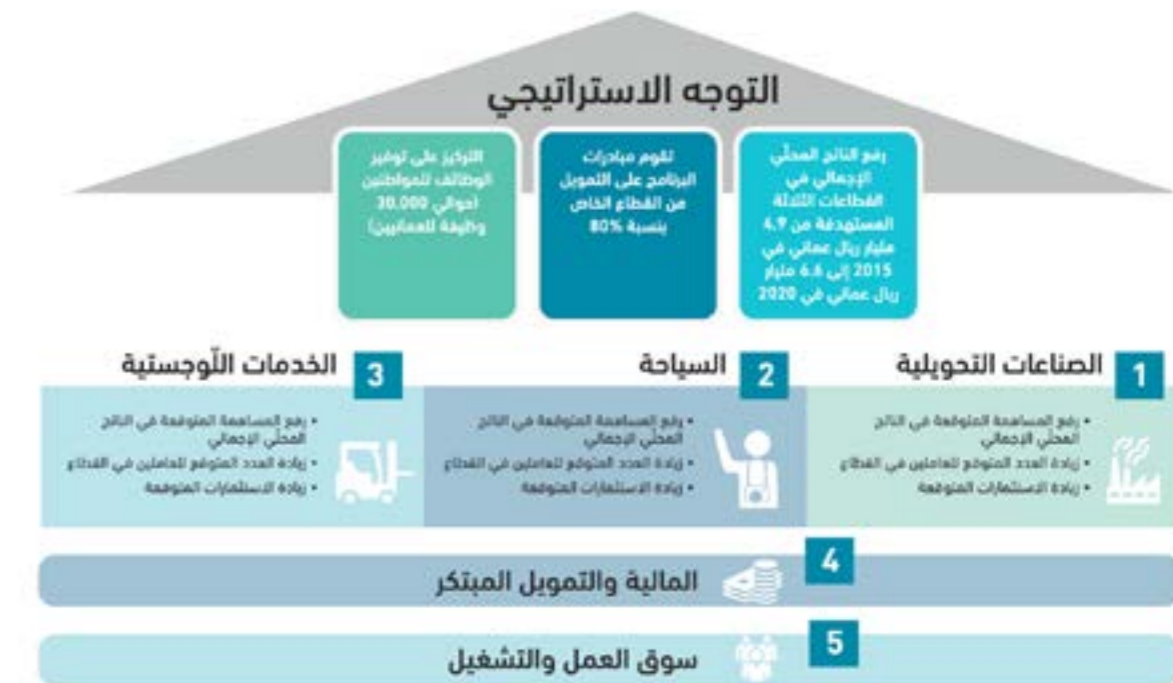 التوجه الاستراتيجي
رفع الناتج المحلّي
الإجمالي في
القطاعات الثلاثة
المستهدفة من 4.9
مليار ريال عماني في
2015 إلى 6.6 مليار
ريال عماني في 2020
تقوم مبادرات
البرنامج على التمويل
من القطاع الخاص
بنسبة 80%
التركيز على توفير
الوظائف للمواطنين
(حوالي 30.000
وظيفة للعمانيين)
1 الصناعات التحويلية
• رفع المساهمة المتوقعة في الناتج
المحلّي الإجمالي
• زيادة العدد المتوقع للعاملين في القطاع
• زيادة الاستثمارات المتوقعة
2 السياحة
• رفع المساهمة المتوقعة في الناتج
المحلّي الإجمالي
• زيادة العدد المتوقع للعاملين في القطاع
• زيادة الاستثمارات المتوقعة
3 الخدمات اللّوجستية
• رفع المساهمة المتوقعة في الناتج
المحلّي الإجمالي
• زيادة العدد المتوقع للعاملين في القطاع
• زيادة الاستثمارات المتوقعة
4 المالية والتمويل المبتكر
5 سوق العمل والتشغيل